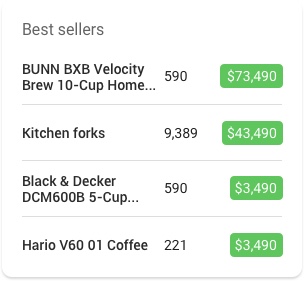 Best sellers
BUNN BXB Velocity
Brew 10-Cup Home...
590
$73,490
Kitchen forks
9,389
$43,490
Black & Decker
DCM600B 5-Cup...
590
$3,490
Hario V60 01 Coffee
221
$3,490